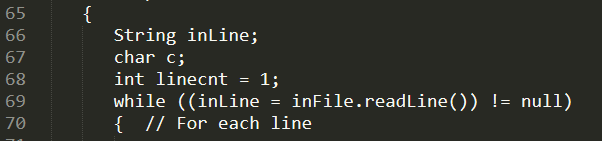 65 {
66 String inLine;
67 char c;
68 int linecnt = 1;
69 while ((inLine = inFile.readLine()) != null)
70 { // For each line